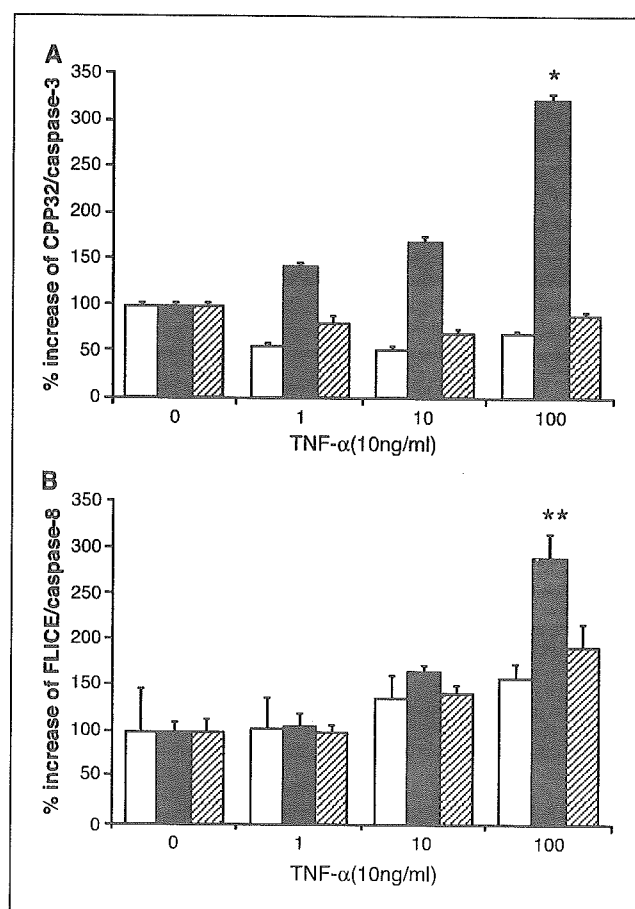 A
% increase of CPP32/caspase-3
350
300
250
200
150
100
50
0
*
0 1 10 100
TNF-α(10ng/ml)
B
% increase of FLICE/caspase-8
350
300
250
200
150
100
50
0
**
0 1 10 100
TNF-α(10ng/ml)